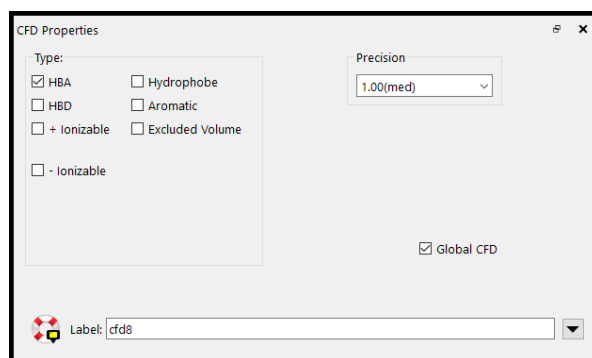 CFD Properties
Type:
HBA
Hydrophobe
HBD
Aromatic
+ Ionizable
Excluded Volume
- Ionizable
Precision
1.00(med)
Global CFD
Label: cfd8